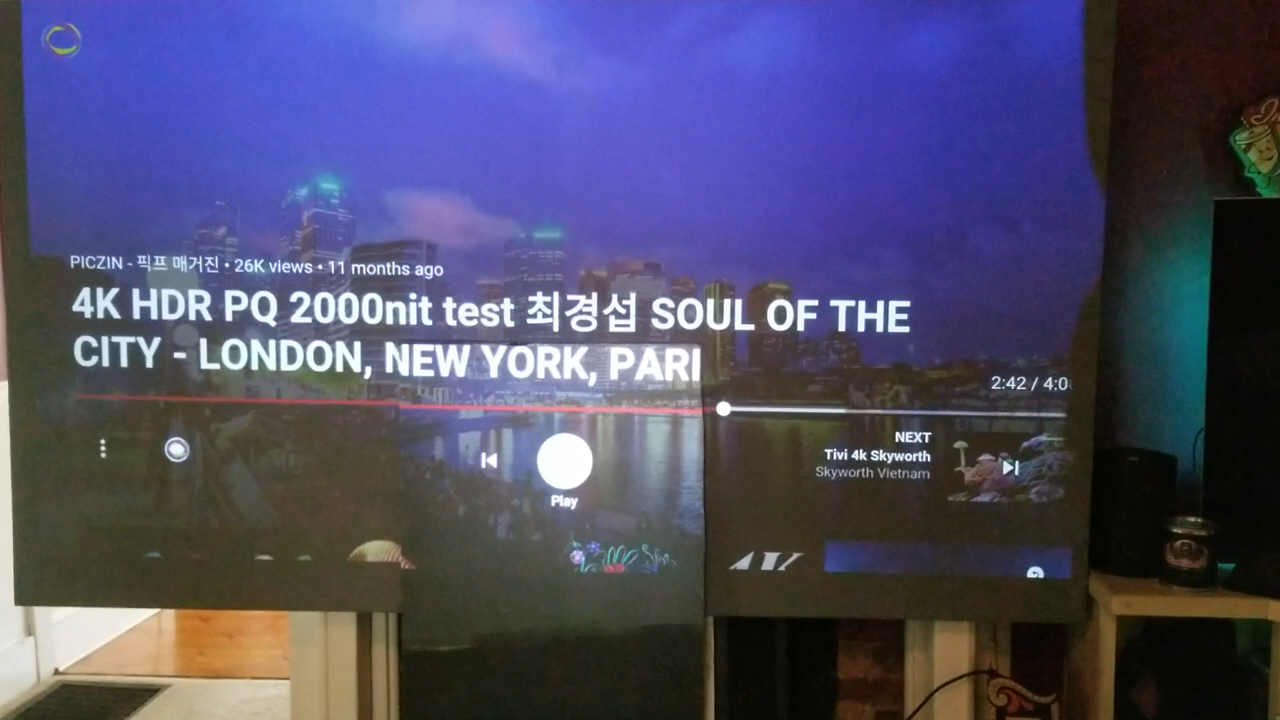 PICZIN - 픽프 매거진 • 26K views • 11 months ago
4K HDR PQ 2000nit test 최경섭 SOUL OF THE
CITY - LONDON, NEW YORK, PARI
2:42 / 4:0
NEXT
Tivi 4k Skyworth
Skyworth Vietnam
Play